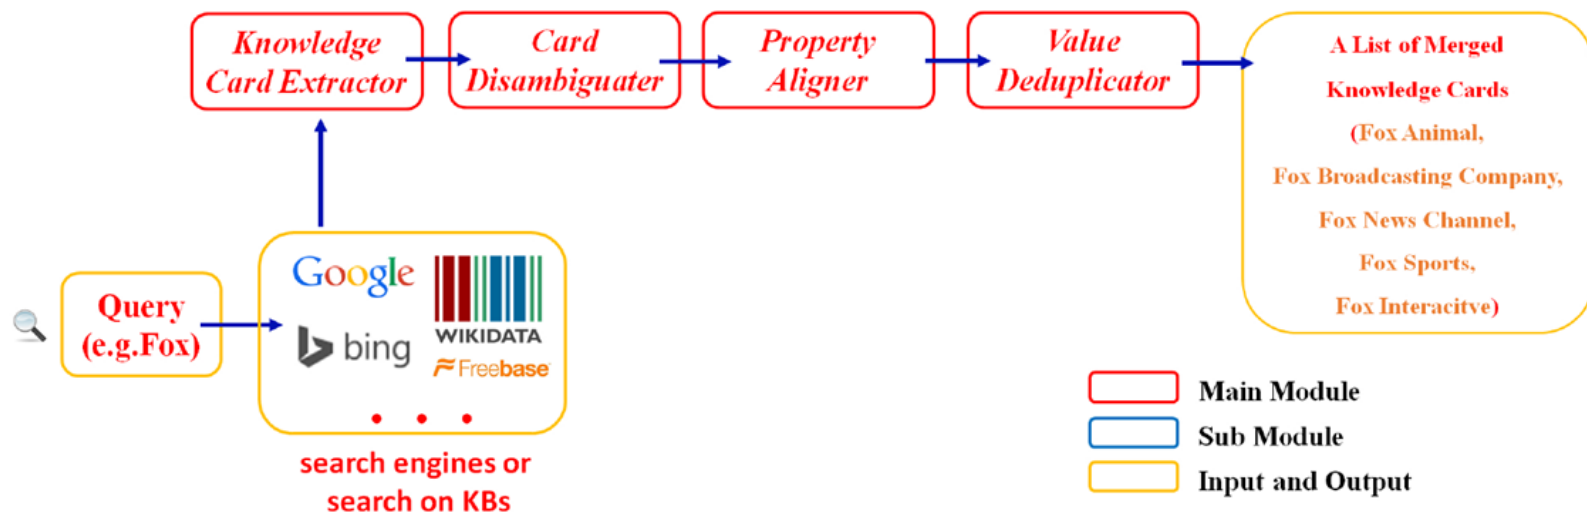 Knowledge
Card Extractor
Card
Disambiguater
Property
Aligner
Value
Deduplicator
A List of Merged
Knowledge Cards
(Fox Animal,
Fox Broadcasting Company,
Fox News Channel,
Fox Sports,
Fox Interacitve)
Query
(e.g.Fox)
Google
bing
WIKIDATA
Freebase
search engines or
search on KBs
Main Module
Sub Module
Input and Output